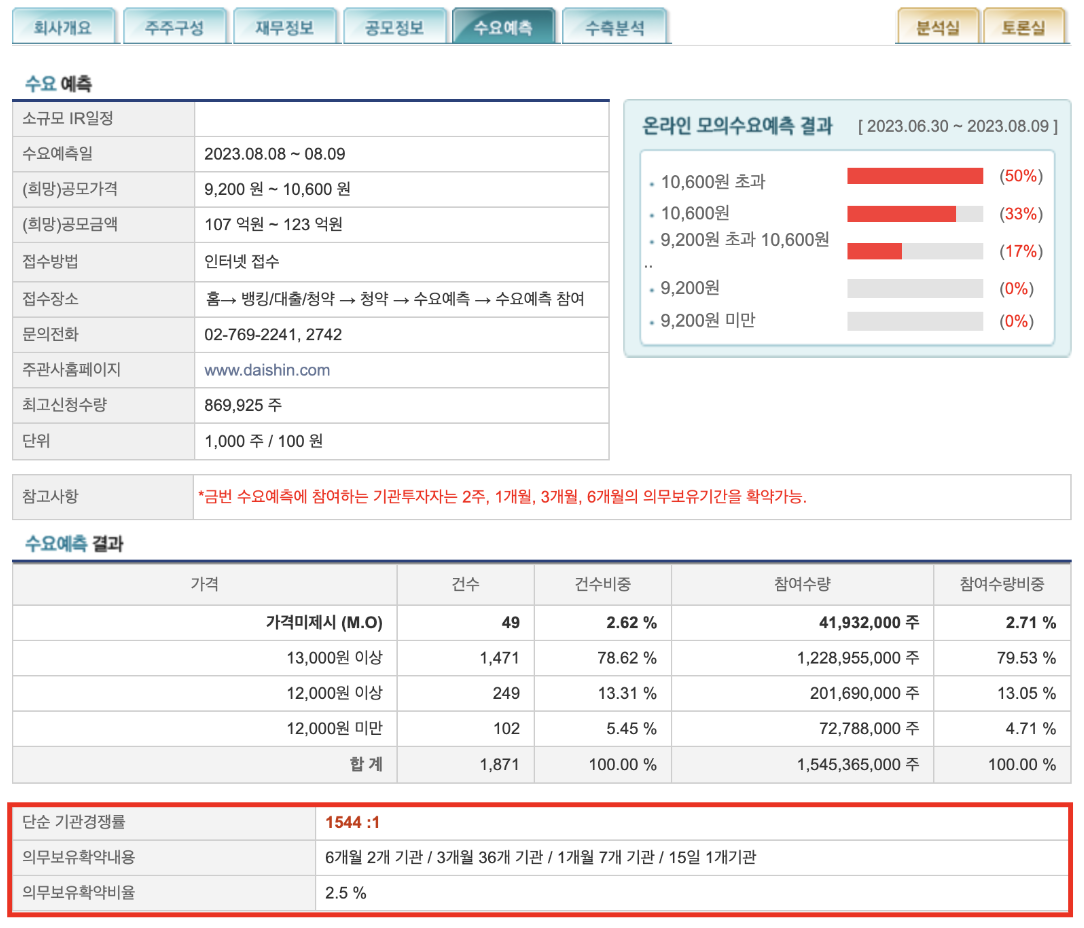 회사개요 주주구성 재무정보 공모정보 수요예측 수측분석 분석실 토론실
수요 예측
소규모 IR일정
수요예측일 2023.08.08 ~ 08.09
(희망)공모가격 9,200 원 ~ 10,600 원
(희망)공모금액 107 억원 ~ 123 억원
접수방법 인터넷 접수
접수장소 홈→ 뱅킹/대출/청약 → 청약 → 수요예측 → 수요예측 참여
문의전화 02-769-2241, 2742
주관사홈페이지 www.daishin.com
최고신청수량 869,925 주
단위 1,000 주 / 100 원
온라인 모의수요예측 결과 [ 2023.06.30 ~ 2023.08.09 ]
• 10,600원 초과 (50%)
• 10,600원 (33%)
• 9,200원 초과 10,600원 (17%)
..
• 9,200원 (0%)
• 9,200원 미만 (0%)
참고사항 *금번 수요예측에 참여하는 기관투자자는 2주, 1개월, 3개월, 6개월의 의무보유기간을 확약가능.
수요예측 결과
가격 건수 건수비중 참여수량 참여수량비중
가격미제시 (M.O) 49 2.62 % 41,932,000 주 2.71 %
13,000원 이상 1,471 78.62 % 1,228,955,000 주 79.53 %
12,000원 이상 249 13.31 % 201,690,000 주 13.05 %
12,000원 미만 102 5.45 % 72,788,000 주 4.71 %
합 계 1,871 100.00 % 1,545,365,000 주 100.00 %
단순 기관경쟁률 1544 :1
의무보유확약내용 6개월 2개 기관 / 3개월 36개 기관 / 1개월 7개 기관 / 15일 1개기관
의무보유확약비율 2.5 %